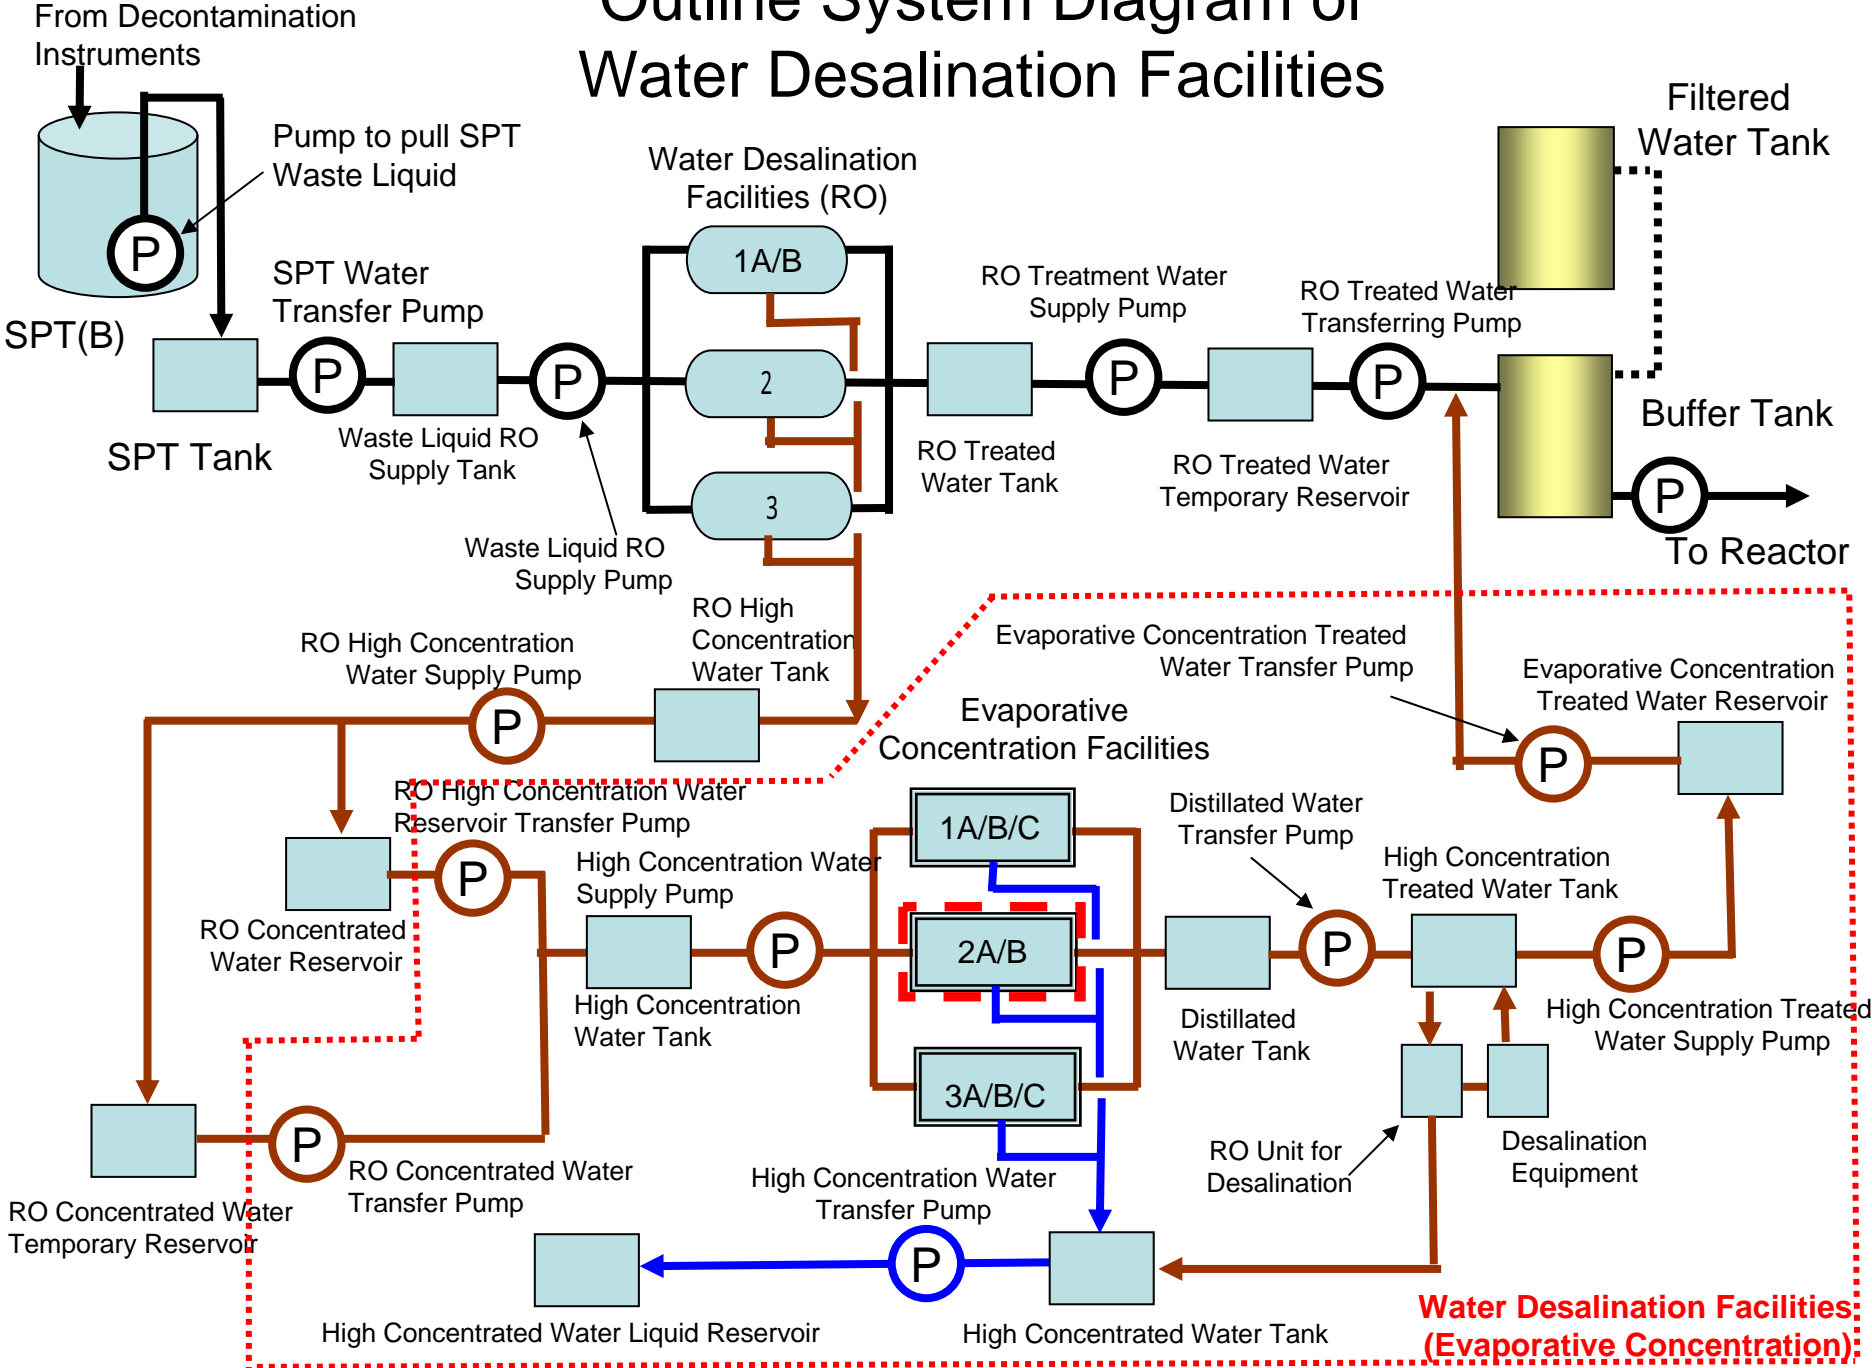 Outline System Diagram of
Water Desalination Facilities
From Decontamination
Instruments
Pump to pull SPT
Waste Liquid
P
SPT(B)
SPT Water
Transfer Pump
P
SPT Tank
Waste Liquid RO
Supply Tank
P
Waste Liquid RO
Supply Pump
Water Desalination
Facilities (RO)
1A/B
2
3
RO Treated
Water Tank
RO Treatment Water
Supply Pump
P
RO Treated Water
Temporary Reservoir
RO Treated Water
Transferring Pump
P
Filtered
Water Tank
Buffer Tank
P
To Reactor
RO High
Concentration
Water Tank
RO High Concentration
Water Supply Pump
P
RO High Concentration Water
Reservoir Transfer Pump
P
RO Concentrated
Water Reservoir
High Concentration Water
Supply Pump
P
High Concentration
Water Tank
P
RO Concentrated Water
Transfer Pump
RO Concentrated Water
Temporary Reservoir
Evaporative
Concentration Facilities
1A/B/C
2A/B
3A/B/C
Distillated Water
Transfer Pump
P
Distillated
Water Tank
High Concentration
Treated Water Tank
P
High Concentration Treated
Water Supply Pump
Evaporative Concentration Treated
Water Transfer Pump
P
Evaporative Concentration
Treated Water Reservoir
RO Unit for
Desalination
Desalination
Equipment
High Concentration Water
Transfer Pump
P
High Concentrated Water Liquid Reservoir
High Concentrated Water Tank
Water Desalination Facilities
(Evaporative Concentration)